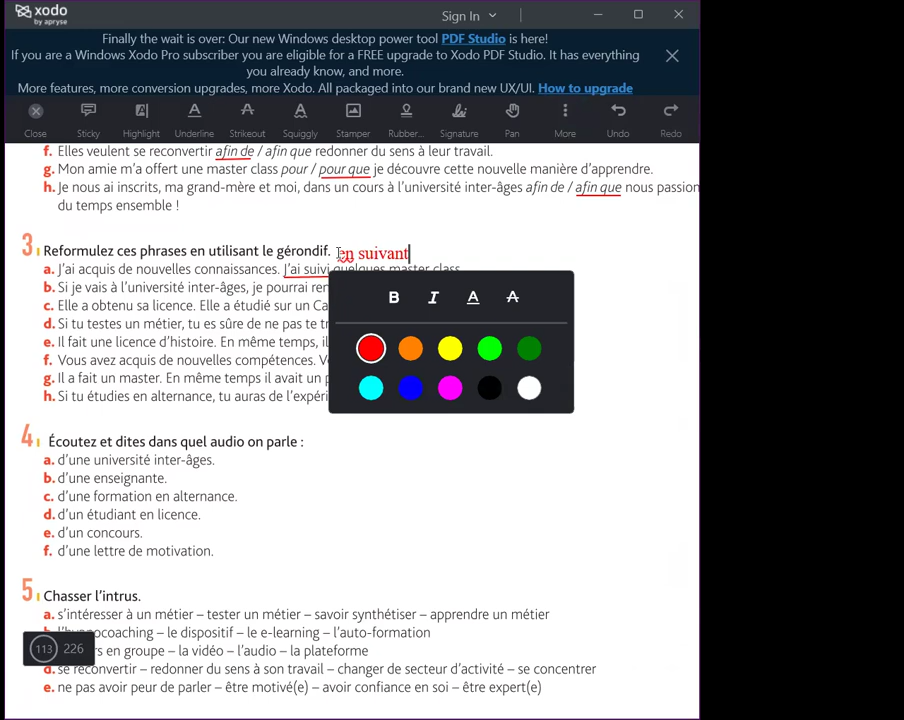 xodo
by apryse
Sign In
Finally the wait is over: Our new Windows desktop power tool PDF Studio is here!
If you are a Windows Xodo Pro subscriber you are eligible for a FREE upgrade to Xodo PDF Studio. It has everything
you already know, and more.
More features, more conversion upgrades, more Xodo. All packaged into our brand new UX/UI. How to upgrade
Close Sticky Highlight Underline Strikeout Squiggly Stamper Rubber... Signature Pan More Undo Redo
f. Elles veulent se reconvertir afin de / afin que redonner du sens à leur travail.
g. Mon amie m'a offert une master class pour / pour que je découvre cette nouvelle manière d'apprendre.
h. Je nous ai inscrits, ma grand-mère et moi, dans un cours à l'université inter-âges afin de / afin que nous passion
du temps ensemble !
3 Reformulez ces phrases en utilisant le gérondif. en suivant
a. J'ai acquis de nouvelles connaissances. J'ai suivi quelques master class.
b. Si je vais à l'université inter-âges, je pourrai
c. Elle a obtenu sa licence. Elle a étudié sur un
d. Si tu testes un métier, tu es sûre de ne pas te
e. Il fait une licence d'histoire. En même temps,
f. Vous avez acquis de nouvelles compétences.
g. Il a fait un master. En même temps il avait un
h. Si tu étudies en alternance, tu auras de
B I A A
4 Écoutez et dites dans quel audio on parle :
a. d'une université inter-âges.
b. d'une enseignante.
c. d'une formation en alternance.
d. d'un étudiant en licence.
e. d'un concours.
f. d'une lettre de motivation.
5 Chasser l'intrus.
a. s'intéresser à un métier – tester un métier – savoir synthétiser – apprendre un métier
– le dispositif – le e-learning – l'auto-formation
en groupe – la vidéo – l'audio – la plateforme
113 226
d. se reconvertir – redonner du sens à son travail – changer de secteur d'activité – se concentrer
e. ne pas avoir peur de parler – être motivé(e) – avoir confiance en soi – être expert(e)